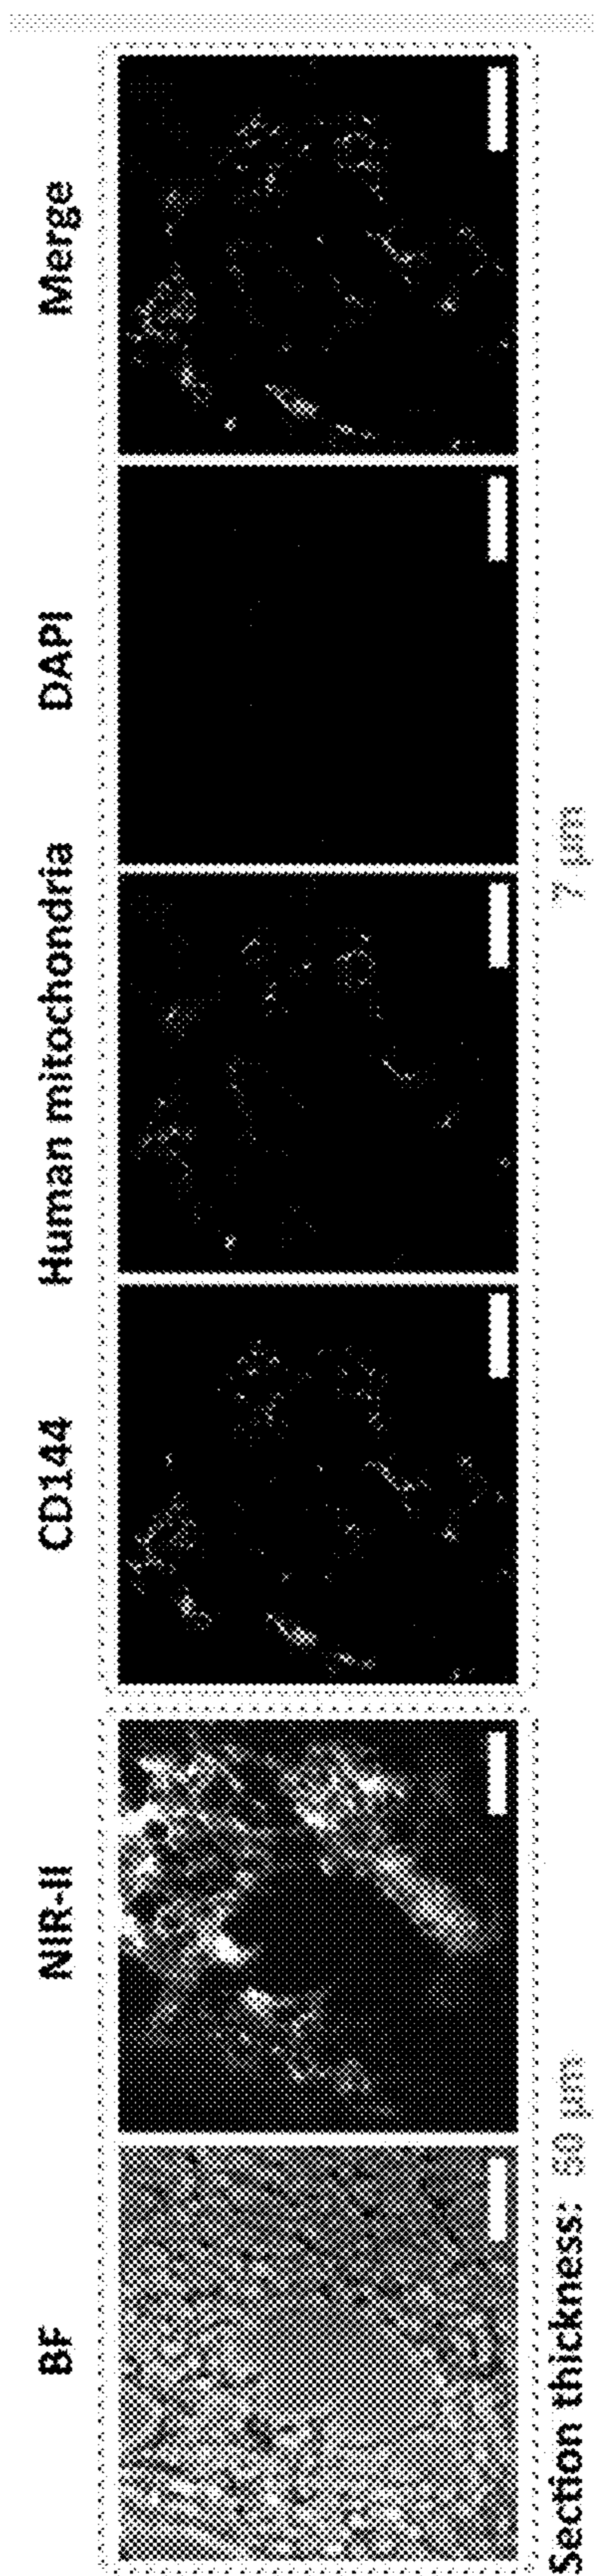 BF
NIR-II
CD144
Human mitochondria
DAPI
Merge
Section thickness: 50 μm
7 μm